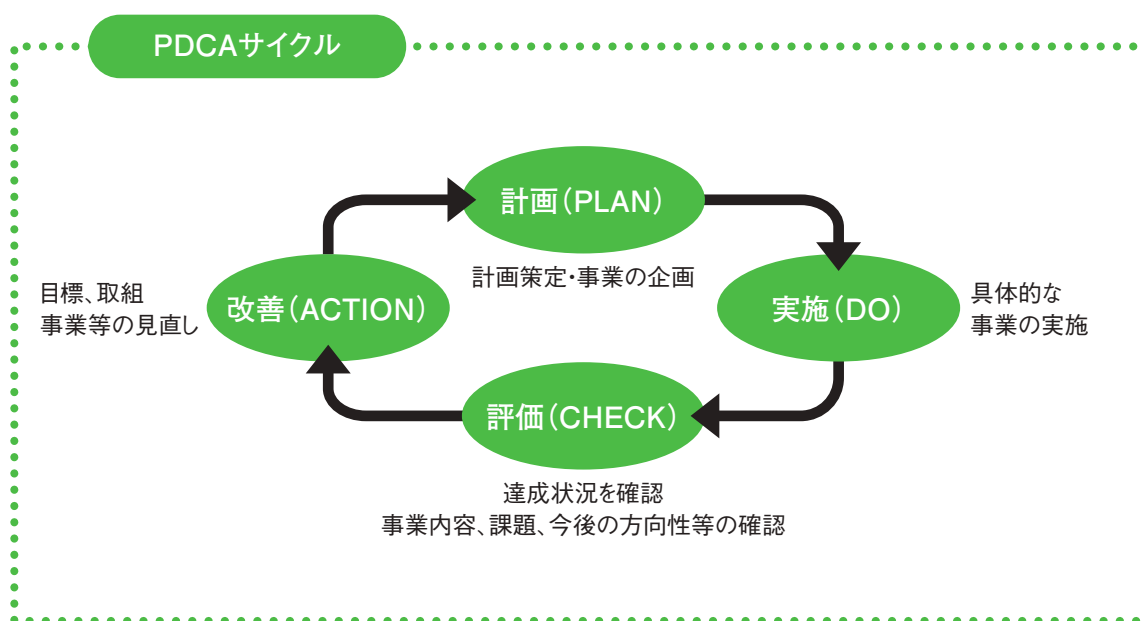 PDCAサイクル
計画（PLAN）
計画策定・事業の企画
実施（DO）
具体的な
事業の実施
評価（CHECK）
達成状況を確認
事業内容、課題、今後の方向性等の確認
改善（ACTION）
目標、取組
事業等の見直し